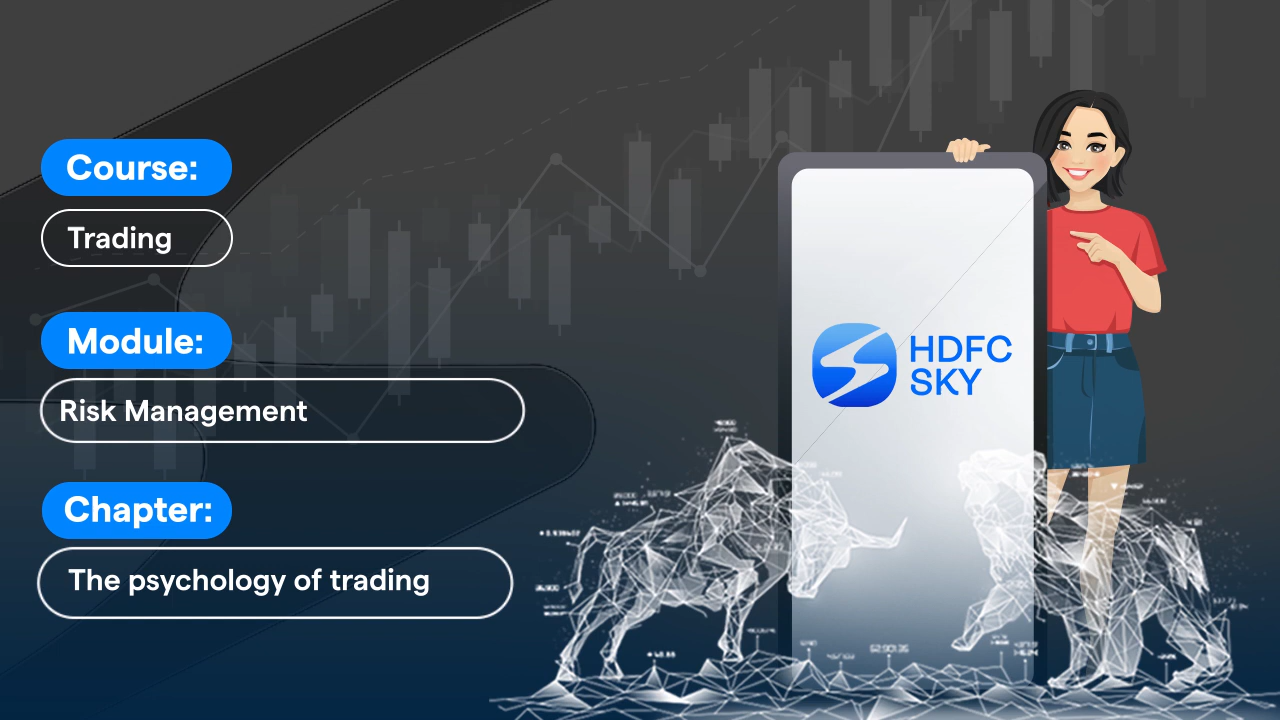 Course:
Trading
Module:
Risk Management
Chapter:
The psychology of trading
HDFC
SKY